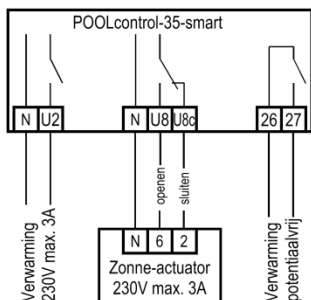 POOLcontrol-35-smart
N U2 N U8 U8c 26 27
Verwarming
230V max. 3A
openen
sluiten
Verwarming
potentiaalvrij
N 6 2
Zonne-actuator
230V max. 3A